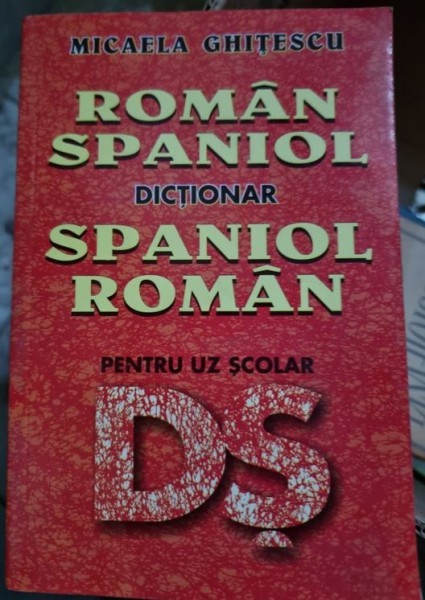 MICAELA GHIȚESCU
ROMÂN
SPANIOL
DICȚIONAR
SPANIOL
ROMÂN
PENTRU UZ ȘCOLAR
DȘ